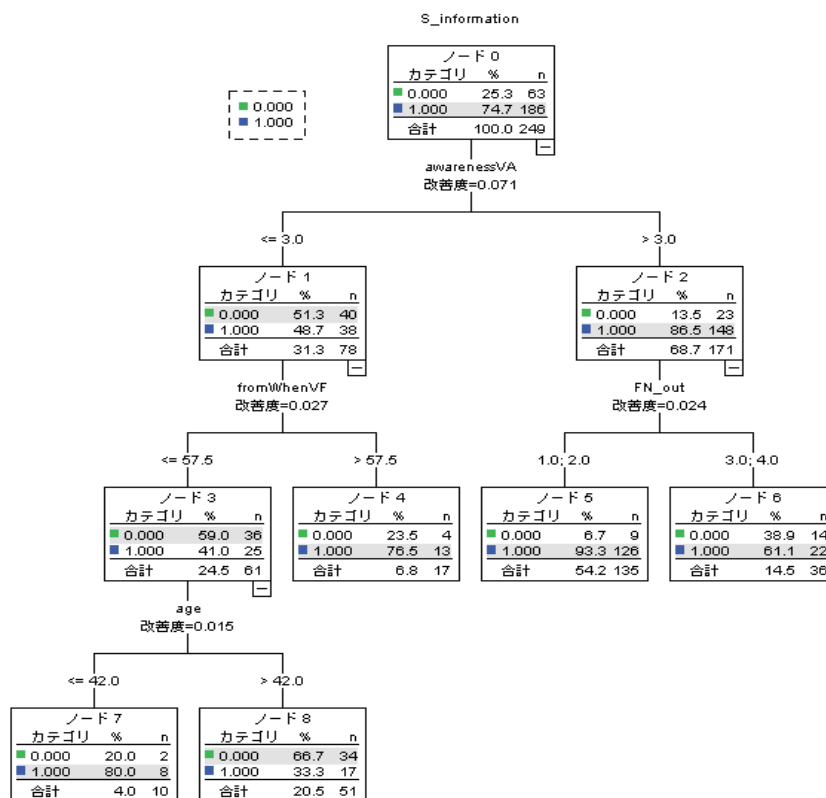 S_information
ノード 0
カテゴリ % n
0.000 25.3 63
1.000 74.7 186
合計 100.0 249
0.000
1.000
awarenessVA
改善度=0.071
<= 3.0
> 3.0
ノード 1
カテゴリ % n
0.000 51.3 40
1.000 48.7 38
合計 31.3 78
ノード 2
カテゴリ % n
0.000 13.5 23
1.000 86.5 148
合計 68.7 171
fromWhenVF
改善度=0.027
FN_out
改善度=0.024
<= 57.5
> 57.5
1.0; 2.0
3.0; 4.0
ノード 3
カテゴリ % n
0.000 59.0 36
1.000 41.0 25
合計 24.5 61
ノード 4
カテゴリ % n
0.000 23.5 4
1.000 76.5 13
合計 6.8 17
ノード 5
カテゴリ % n
0.000 6.7 9
1.000 93.3 126
合計 54.2 135
ノード 6
カテゴリ % n
0.000 38.9 14
1.000 61.1 22
合計 14.5 36
age
改善度=0.015
<= 42.0
> 42.0
ノード 7
カテゴリ % n
0.000 20.0 2
1.000 80.0 8
合計 4.0 10
ノード 8
カテゴリ % n
0.000 66.7 34
1.000 33.3 17
合計 20.5 51